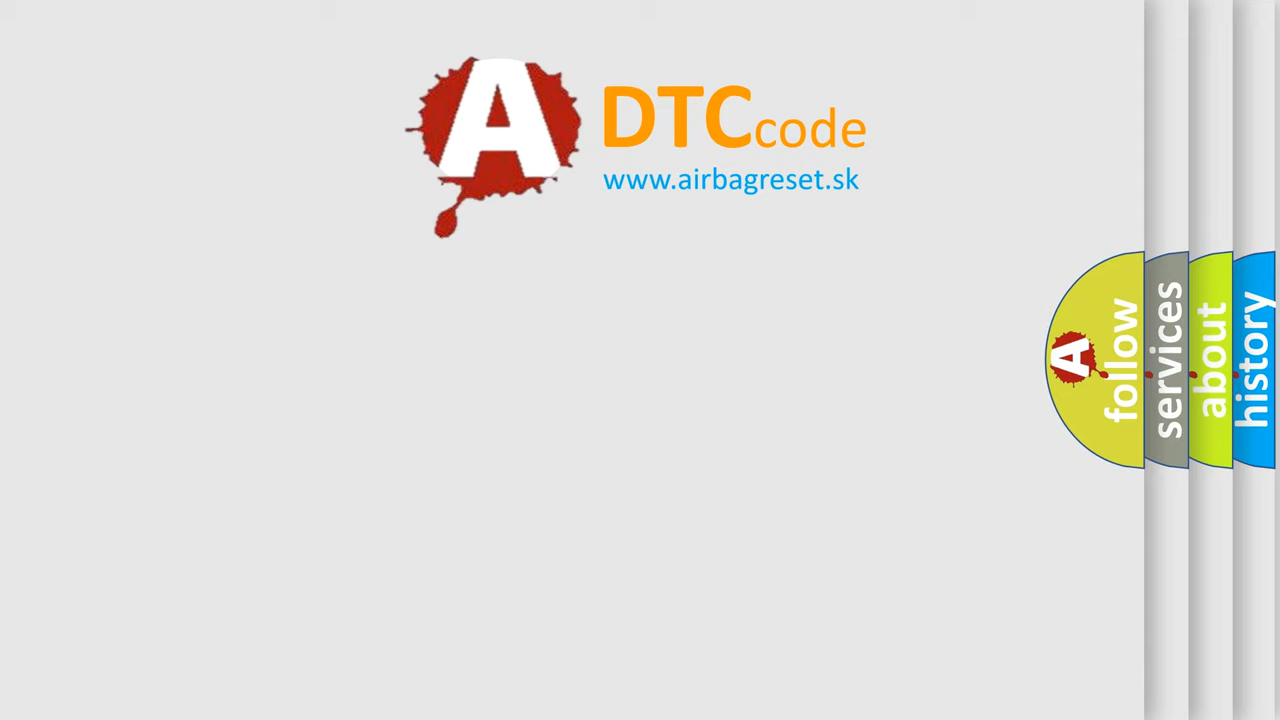 A
DTCcode
www.airbagreset.sk
A
follow
services
about
history